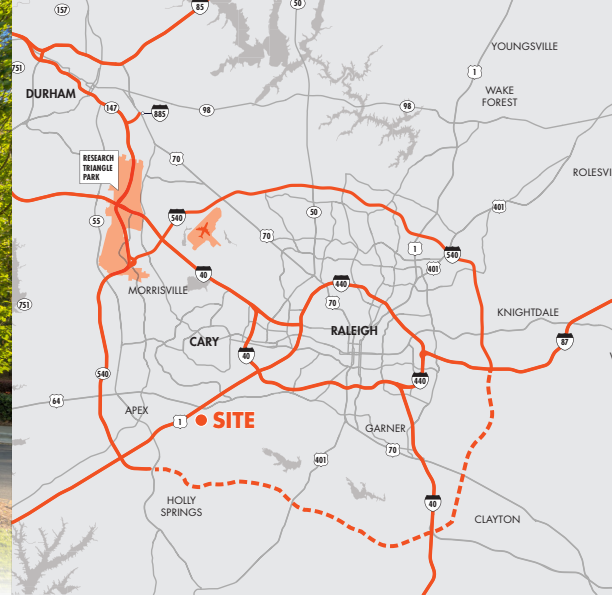 157
85
50
YOUNGSVILLE
751
1
DURHAM
WAKE
FOREST
147
885
98
98
RESEARCH
TRIANGLE
PARK
70
ROLESVI
401
540
50
55
70
1
540
401
40
440
MORRISVILLE
751
70
KNIGHTDALE
RALEIGH
CARY
87
40
540
440
64
APEX
1
SITE
GARNER
70
401
HOLLY
SPRINGS
40
CLAYTON